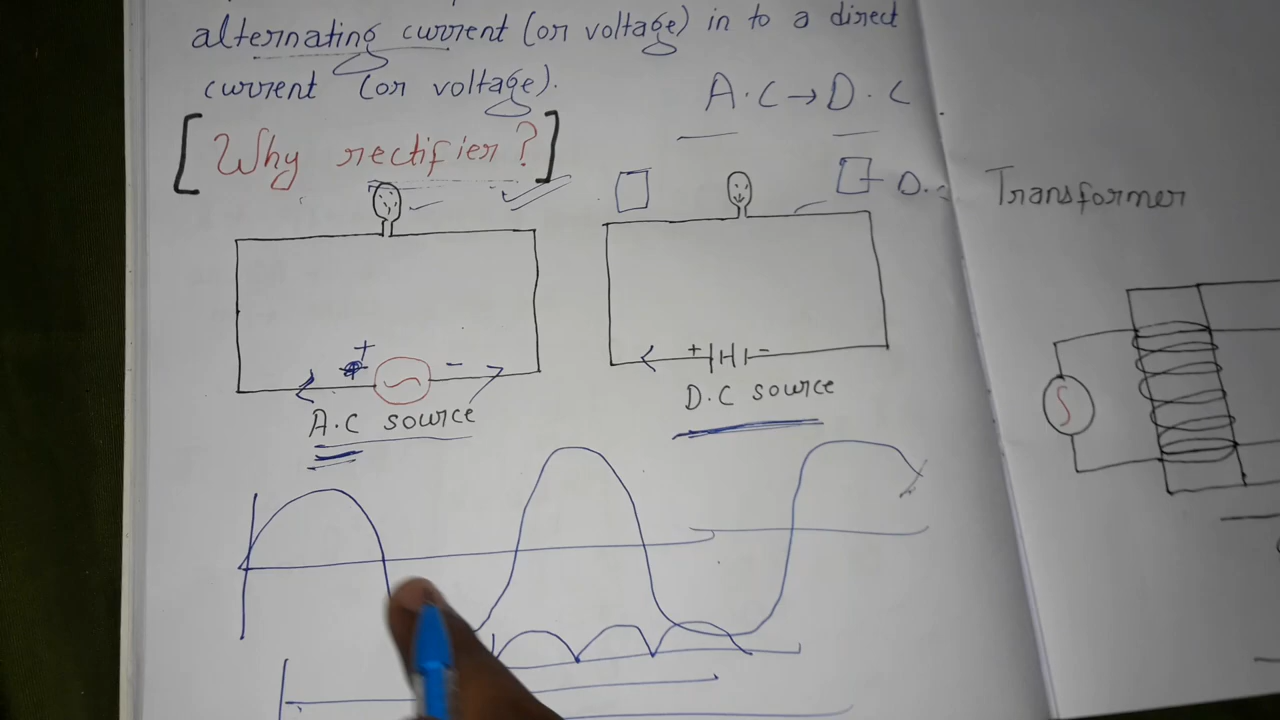 alternating current (or voltage) in to a direct
current (or voltage).
A.C → D.C
[Why rectifier ?]
D.
Transformer
+ -
+ -
A.C source
D.C source